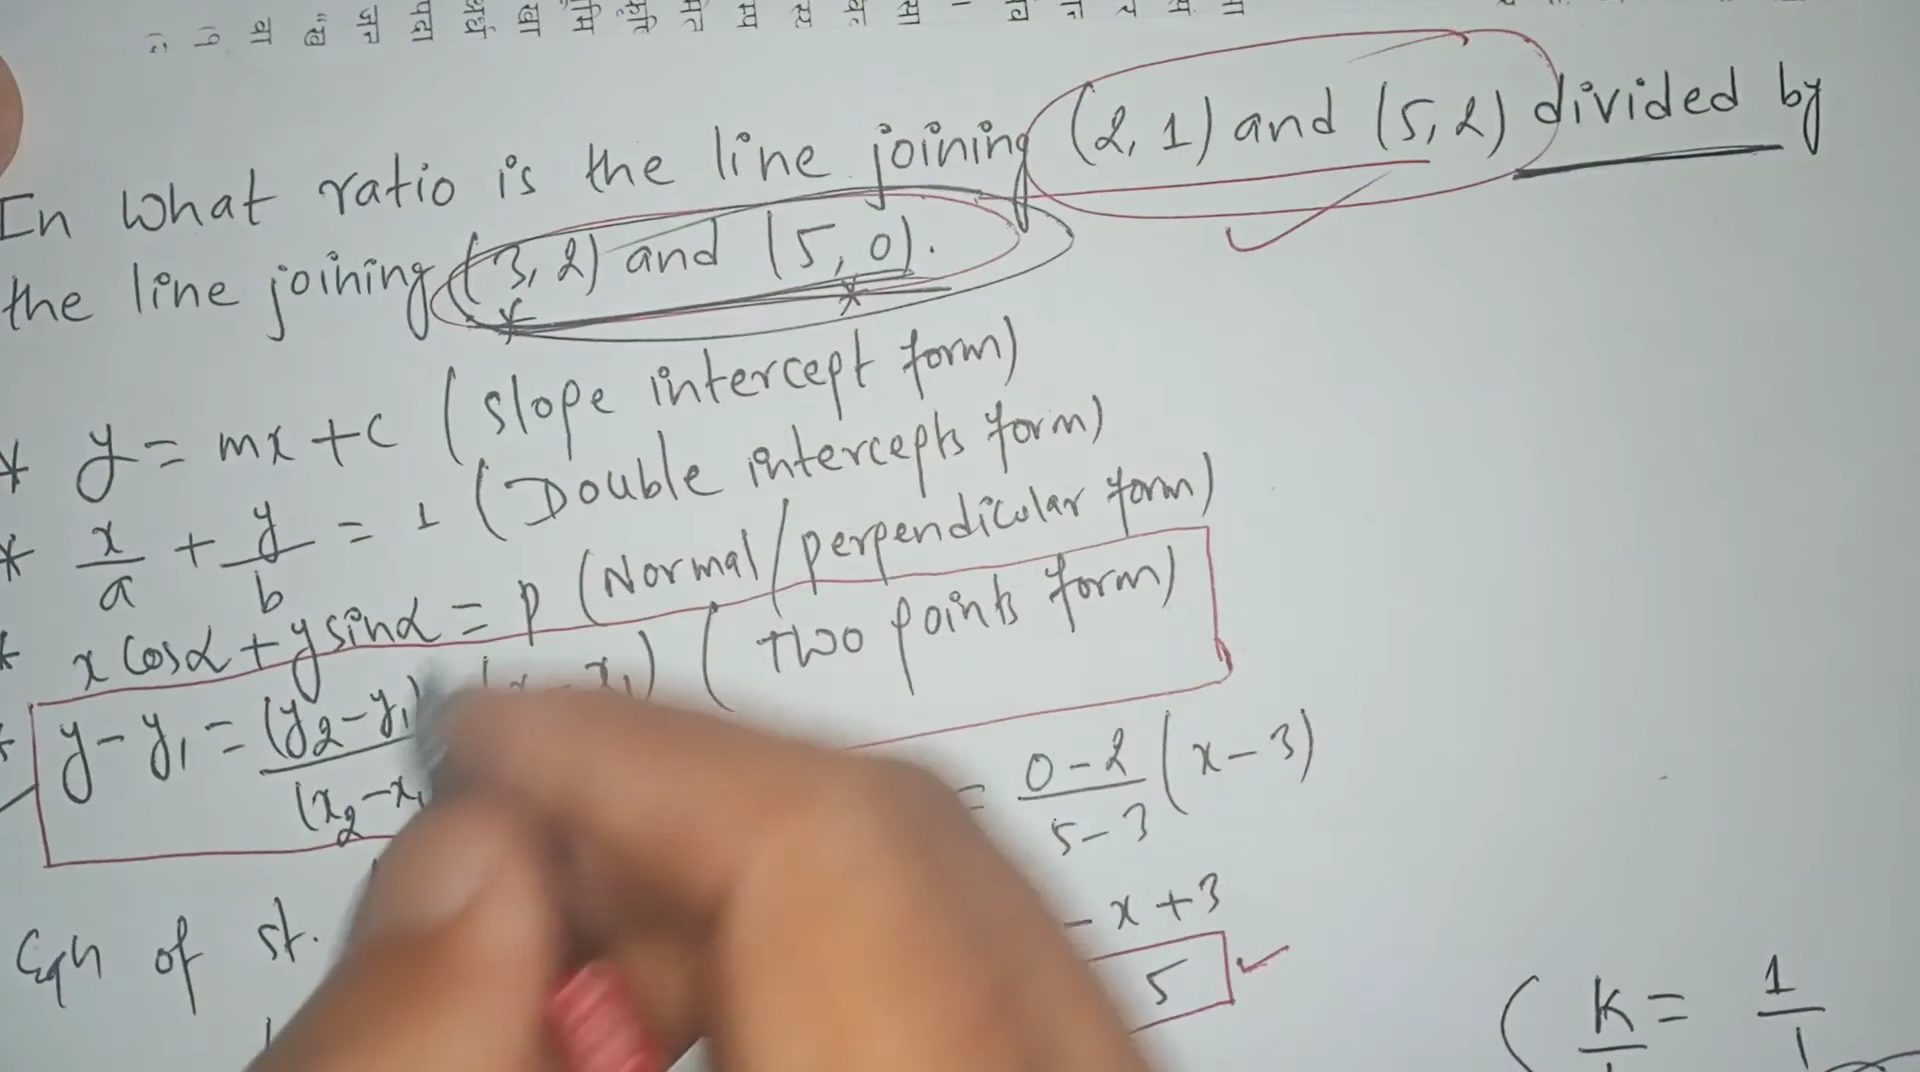 In what ratio is the line joining (2, 1) and (5, 2) divided by
the line joining (3, 2) and (5, 0).
* y = mx + c (slope intercept form)
* x/a + y/b = 1 (Double intercepts form)
* x cosα + y sinα = p (Normal/perpendicular form)
y - y₁ = (y₂ - y₁)/(x₂ - x₁ (x - x₁) (Two points form)
= 0 - 2/5 - 3 (x - 3)
- x + 3
Eqn of st.
5
( K/ = 1/1